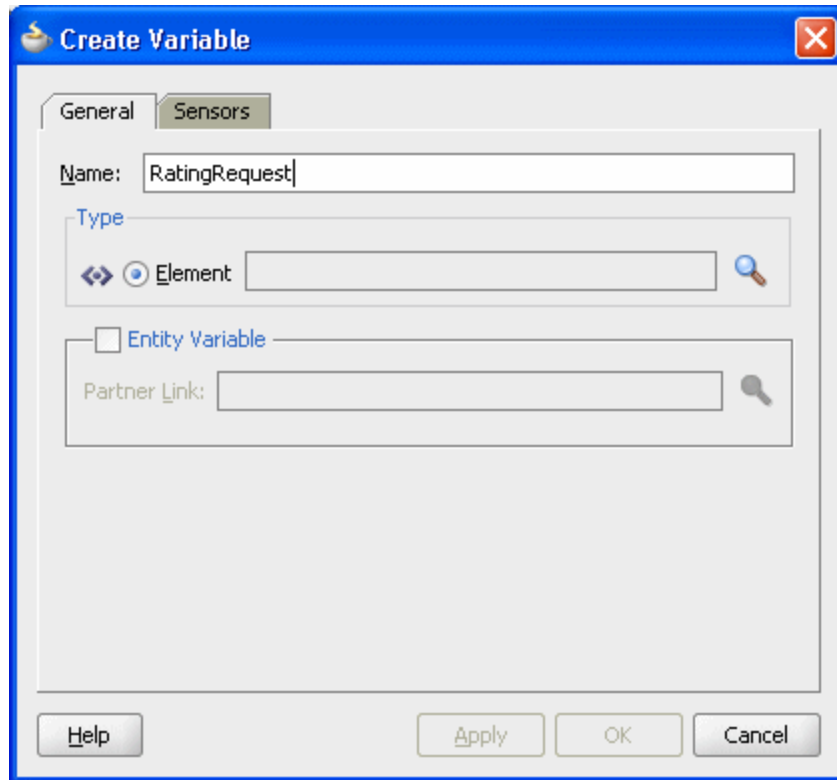 Create Variable
General Sensors
Name: RatingRequest
Type
Element
Entity Variable
Partner Link:
Help Apply OK Cancel